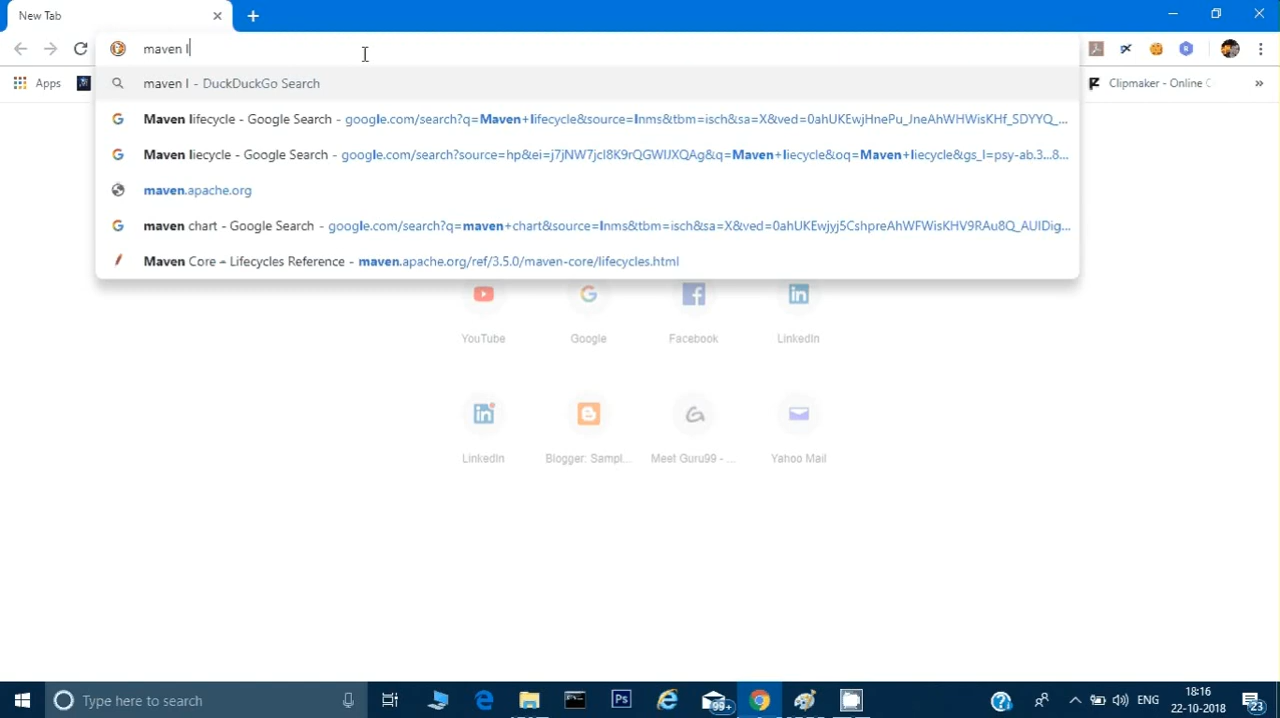 New Tab
maven l
maven l - DuckDuckGo Search
Maven lifecycle - Google Search - google.com/search?q=Maven+lifecycle&source=lnms&tbm=isch&sa=X&ved=0ahUKEwjHnePu_JneAhWHWisKHf_SDYYQ_...
Maven liecycle - Google Search - google.com/search?source=hp&ei=j7jNW7jcI8K9rQGWIJXQAg&q=Maven+liecycle&oq=Maven+liecycle&gs_l=psy-ab.3...8...
maven.apache.org
maven chart - Google Search - google.com/search?q=maven+chart&source=lnms&tbm=isch&sa=X&ved=0ahUKEwjyj5CshpreAhWFWisKHV9RAu8Q_AUIDig...
Maven Core – Lifecycles Reference - maven.apache.org/ref/3.5.0/maven-core/lifecycles.html
Apps
Clipmaker - Online C
»
YouTube
Google
Facebook
LinkedIn
LinkedIn
Blogger: Sampl...
Meet Guru99 - ...
Yahoo Mail
Type here to search
Ps
99+
ENG
18:16
22-10-2018
23